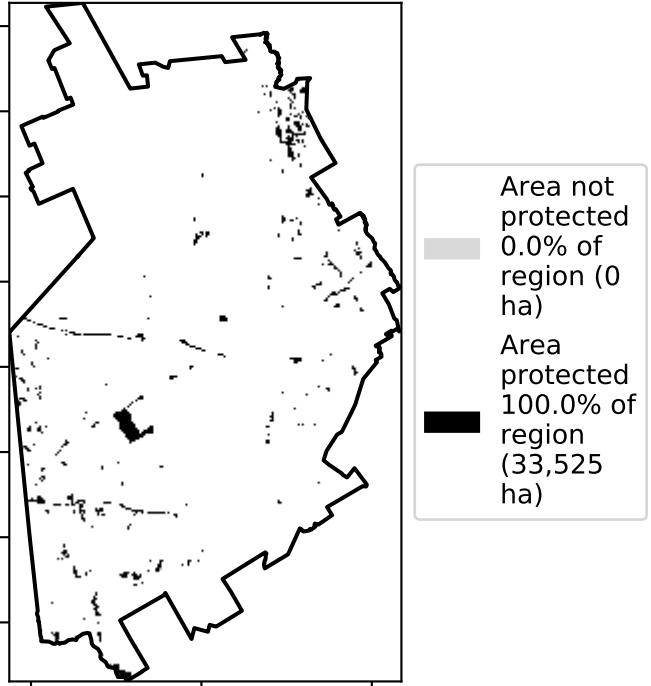 Area not
protected
0.0% of
region (0
ha)
Area
protected
100.0% of
region
(33,525
ha)